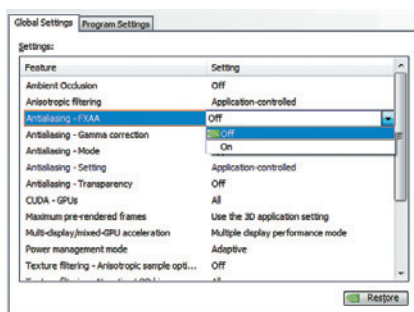 Global Settings Program Settings
Settings:
Feature Setting
Ambient Occlusion Off
Anisotropic filtering Application-controlled
Antialiasing - FXAA Off
Antialiasing - Gamma correction Off
Antialiasing - Mode On
Antialiasing - Setting Application-controlled
Antialiasing - Transparency Off
CUDA - GPUs All
Maximum pre-rendered frames Use the 3D application setting
Multi-display/mixed-GPU acceleration Multiple display performance mode
Power management mode Adaptive
Texture filtering - Anisotropic sample opti... Off
Restore